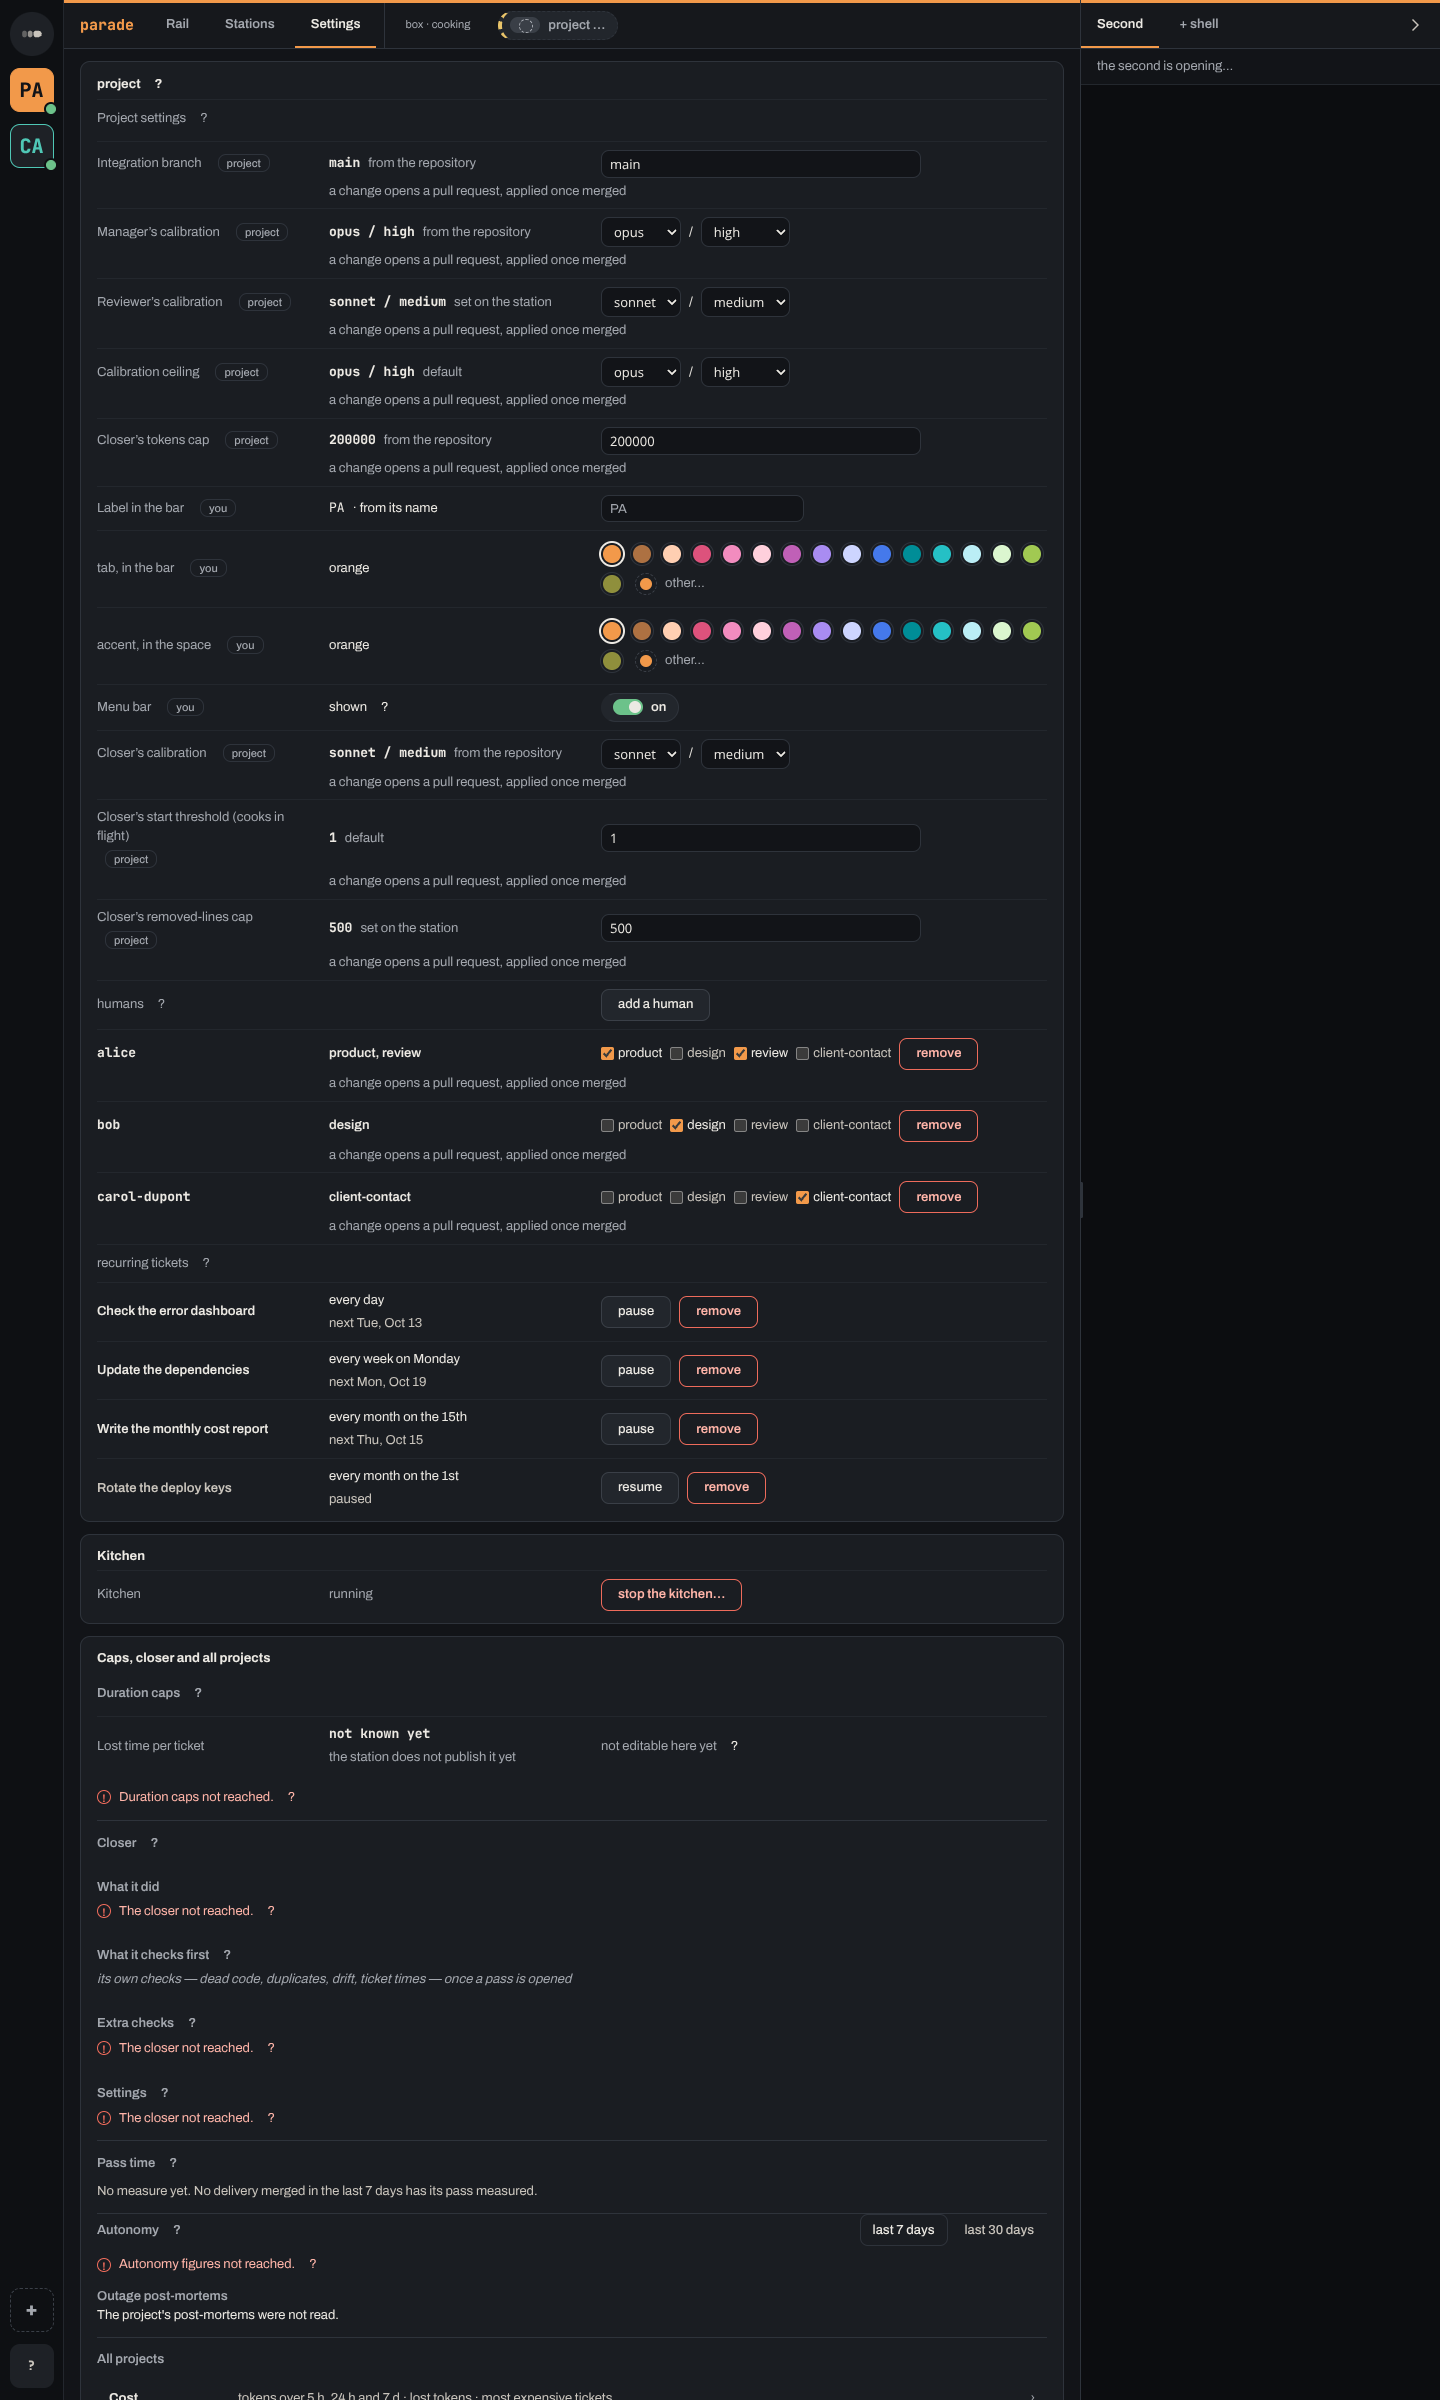 parade Rail Stations Settings box · cooking project ... Second + shell
the second is opening...
PA
CA
project ?
Project settings ?
Integration branch project main from the repository main
a change opens a pull request, applied once merged
Manager's calibration project opus / high from the repository opus / high
a change opens a pull request, applied once merged
Reviewer's calibration project sonnet / medium set on the station sonnet / medium
a change opens a pull request, applied once merged
Calibration ceiling project opus / high default opus / high
a change opens a pull request, applied once merged
Closer's tokens cap project 200000 from the repository 200000
a change opens a pull request, applied once merged
Label in the bar you PA · from its name PA
tab, in the bar you orange
other...
accent, in the space you orange
other...
Menu bar you shown ? on
Closer's calibration project sonnet / medium from the repository sonnet / medium
a change opens a pull request, applied once merged
Closer's start threshold (cooks in
flight)
project 1 default 1
a change opens a pull request, applied once merged
Closer's removed-lines cap
project 500 set on the station 500
a change opens a pull request, applied once merged
humans ? add a human
alice product, review product design review client-contact remove
a change opens a pull request, applied once merged
bob design product design review client-contact remove
a change opens a pull request, applied once merged
carol-dupont client-contact product design review client-contact remove
a change opens a pull request, applied once merged
recurring tickets ?
Check the error dashboard every day pause remove
next Tue, Oct 13
Update the dependencies every week on Monday pause remove
next Mon, Oct 19
Write the monthly cost report every month on the 15th pause remove
next Thu, Oct 15
Rotate the deploy keys every month on the 1st resume remove
paused
Kitchen
Kitchen running stop the kitchen...
Caps, closer and all projects
Duration caps ?
Lost time per ticket not known yet not editable here yet ?
the station does not publish it yet
! Duration caps not reached. ?
Closer ?
What it did
! The closer not reached. ?
What it checks first ?
its own checks — dead code, duplicates, drift, ticket times — once a pass is opened
Extra checks ?
! The closer not reached. ?
Settings ?
! The closer not reached. ?
Pass time ?
No measure yet. No delivery merged in the last 7 days has its pass measured.
Autonomy ? last 7 days last 30 days
! Autonomy figures not reached. ?
Outage post-mortems
The project's post-mortems were not read.
All projects
Cost tokens over 5 h, 24 h and 7 d · lost tokens · most expensive tickets
+
?